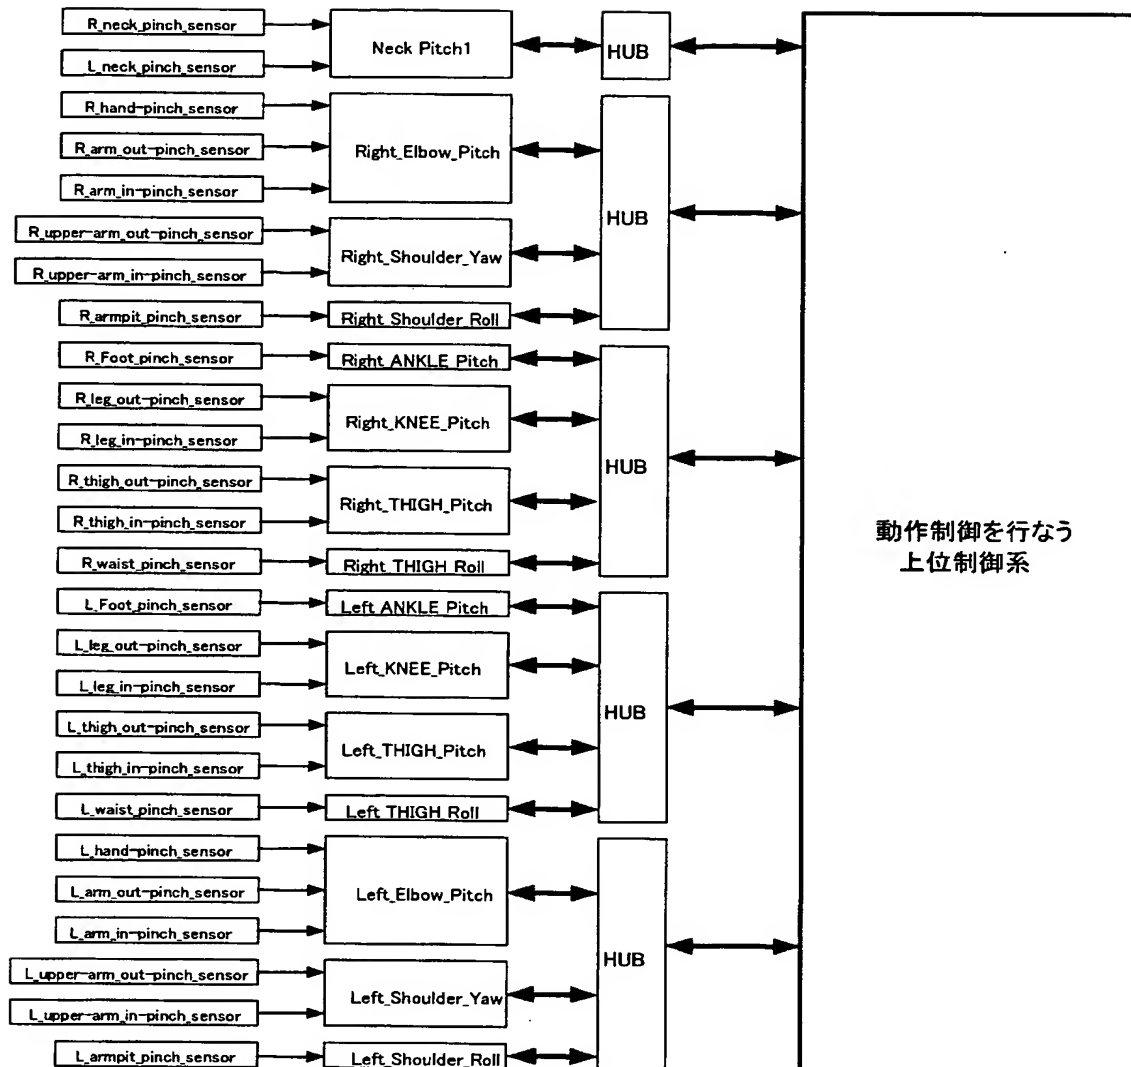 R_neck_pinch_sensor
L_neck_pinch_sensor
Neck Pitch1
HUB
R_hand-pinch_sensor
R_arm_out-pinch_sensor
R_arm_in-pinch_sensor
Right_Elbow_Pitch
R_upper-arm_out-pinch_sensor
R_upper-arm_in-pinch_sensor
Right_Shoulder_Yaw
R_armpit_pinch_sensor
Right_Shoulder_Roll
HUB
R_Foot_pinch_sensor
Right_ANKLE_Pitch
R_leg_out-pinch_sensor
R_leg_in-pinch_sensor
Right_KNEE_Pitch
R_thigh_out-pinch_sensor
R_thigh_in-pinch_sensor
Right_THIGH_Pitch
R_waist_pinch_sensor
Right_THIGH_Roll
HUB
L_Foot_pinch_sensor
Left_ANKLE_Pitch
L_leg_out-pinch_sensor
L_leg_in-pinch_sensor
Left_KNEE_Pitch
L_thigh_out-pinch_sensor
L_thigh_in-pinch_sensor
Left_THIGH_Pitch
L_waist_pinch_sensor
Left_THIGH_Roll
HUB
L_hand-pinch_sensor
L_arm_out-pinch_sensor
L_arm_in-pinch_sensor
Left_Elbow_Pitch
L_upper-arm_out-pinch_sensor
L_upper-arm_in-pinch_sensor
Left_Shoulder_Yaw
L_armpit_pinch_sensor
Left_Shoulder_Roll
HUB
動作制御を行なう
上位制御系